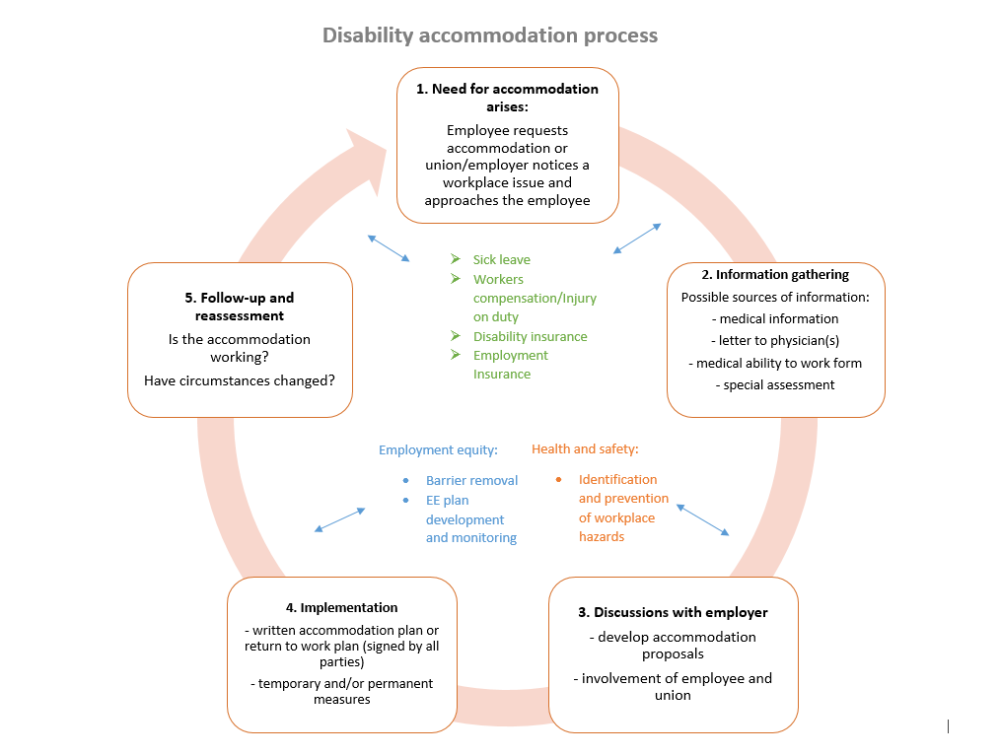 Disability accommodation process
1. Need for accommodation
arises:
Employee requests
accommodation or
union/employer notices a
workplace issue and
approaches the employee
2. Information gathering
Possible sources of information:
- medical information
- letter to physician(s)
- medical ability to work form
- special assessment
3. Discussions with employer
- develop accommodation
proposals
- involvement of employee and
union
4. Implementation
- written accommodation plan or
return to work plan (signed by all
parties)
- temporary and/or permanent
measures
5. Follow-up and
reassessment
Is the accommodation
working?
Have circumstances changed?
➢ Sick leave
➢ Workers
compensation/Injury
on duty
➢ Disability insurance
➢ Employment
Insurance
Employment equity:
• Barrier removal
• EE plan
development
and monitoring
Health and safety:
• Identification
and prevention
of workplace
hazards